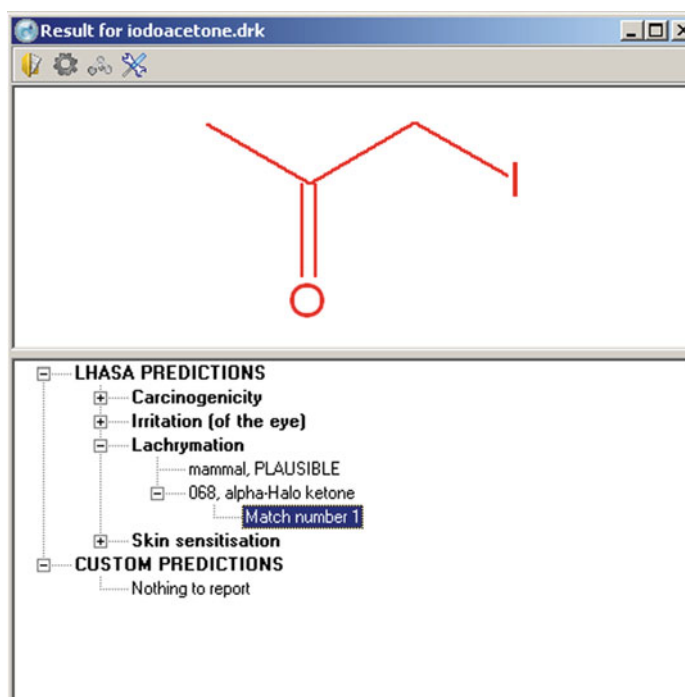 Result for iodoacetone.drk
I
O
LHASA PREDICTIONS
Carcinogenicity
Irritation (of the eye)
Lachrymation
mammal, PLAUSIBLE
068, alpha-Halo ketone
Match number 1
Skin sensitisation
CUSTOM PREDICTIONS
Nothing to report